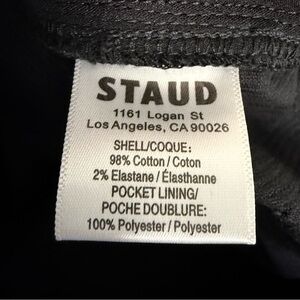 STAUD
1161 Logan St
Los Angeles, CA 90026
SHELL/COQUE:
98% Cotton / Coton
2% Elastane / Élasthanne
POCKET LINING/
POCHE DOUBLURE:
100% Polyester / Polyester